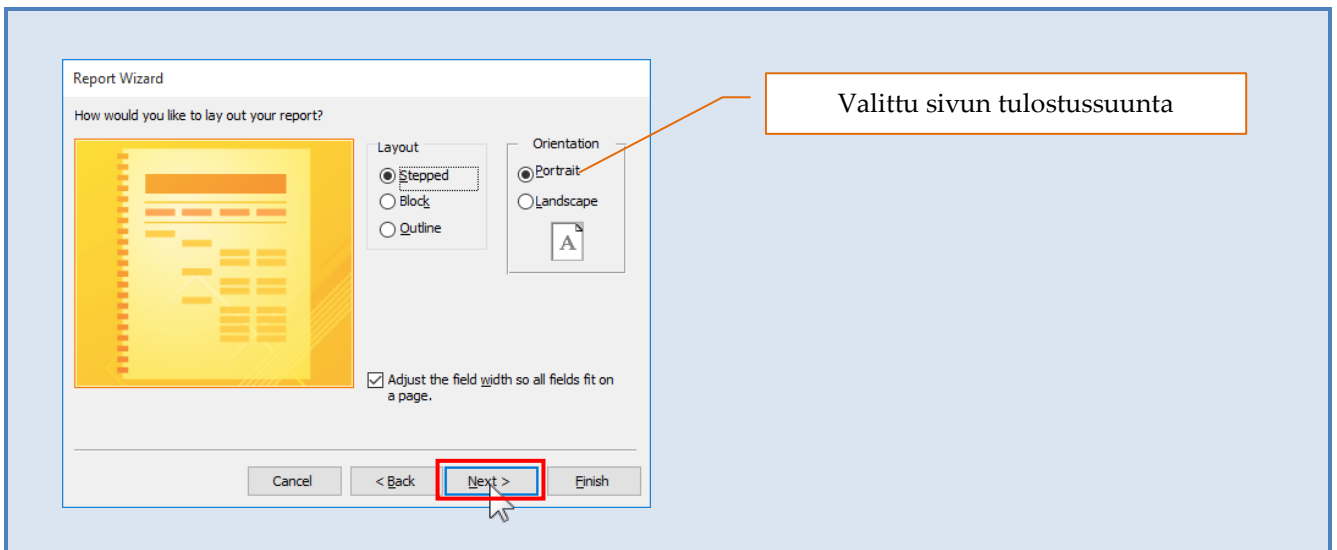 Report Wizard
How would you like to lay out your report?
Layout
Stepped
Block
Outline
Orientation
Portrait
Landscape
A
Adjust the field width so all fields fit on
a page.
Cancel
< Back
Next >
Finish
Valittu sivun tulostussuunta